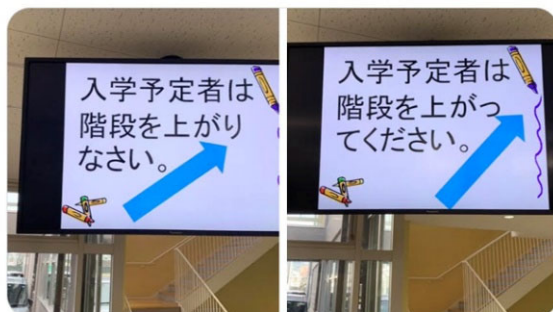 入学予定者は
階段を上がり
なさい。
入学予定者は
階段を上がっ
てください。